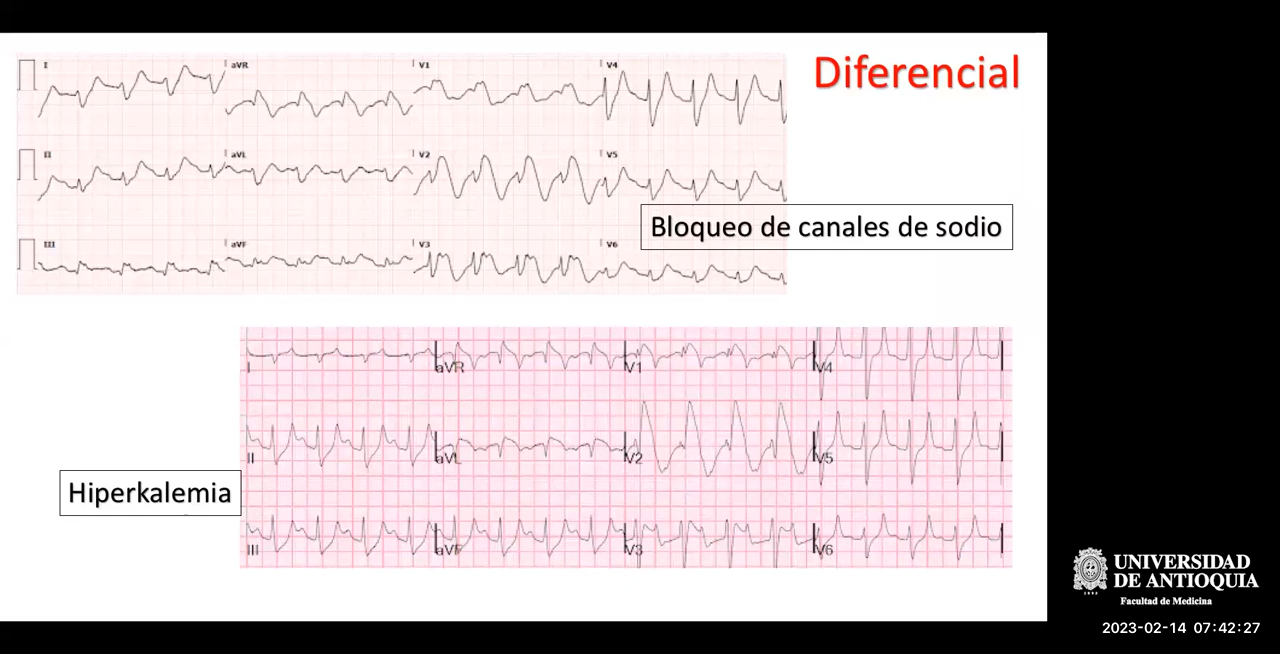 Diferencial
I aVR V1 V4
II aVL V2 V5
III aVF V3 V6
Bloqueo de canales de sodio
I aVR V1 V4
II aVL V2 V5
III aVF V3 V6
Hiperkalemia
UNIVERSIDAD
DE ANTIOQUIA
1803
Facultad de Medicina
2023-02-14 07:42:27